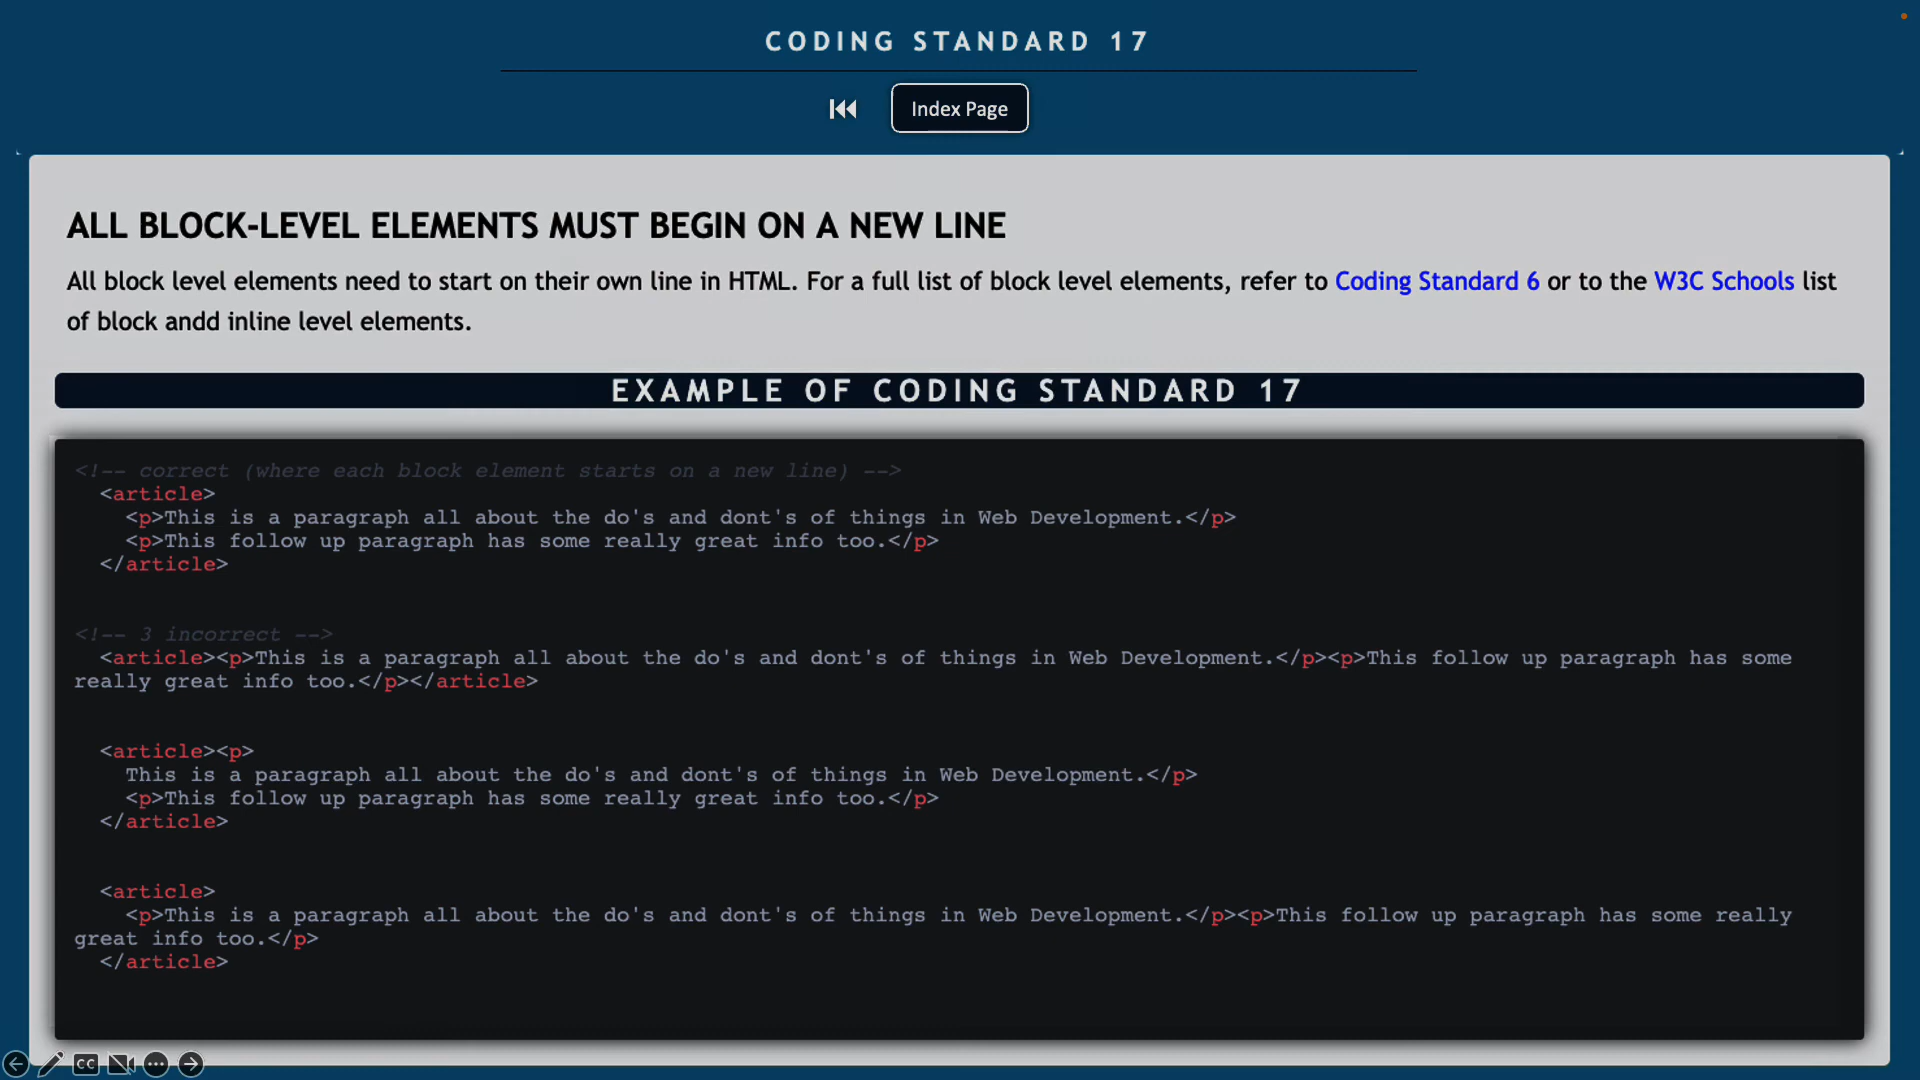 CODING STANDARD 17
Index Page
ALL BLOCK-LEVEL ELEMENTS MUST BEGIN ON A NEW LINE
All block level elements need to start on their own line in HTML. For a full list of block level elements, refer to Coding Standard 6 or to the W3C Schools list
of block andd inline level elements.
EXAMPLE OF CODING STANDARD 17
<!-- correct (where each block element starts on a new line) -->
<article>
<p>This is a paragraph all about the do's and dont's of things in Web Development.</p>
<p>This follow up paragraph has some really great info too.</p>
</article>
<!-- 3 incorrect -->
<article><p>This is a paragraph all about the do's and dont's of things in Web Development.</p><p>This follow up paragraph has some
really great info too.</p></article>
<article><p>
This is a paragraph all about the do's and dont's of things in Web Development.</p>
<p>This follow up paragraph has some really great info too.</p>
</article>
<article>
<p>This is a paragraph all about the do's and dont's of things in Web Development.</p><p>This follow up paragraph has some really
great info too.</p>
</article>
CC